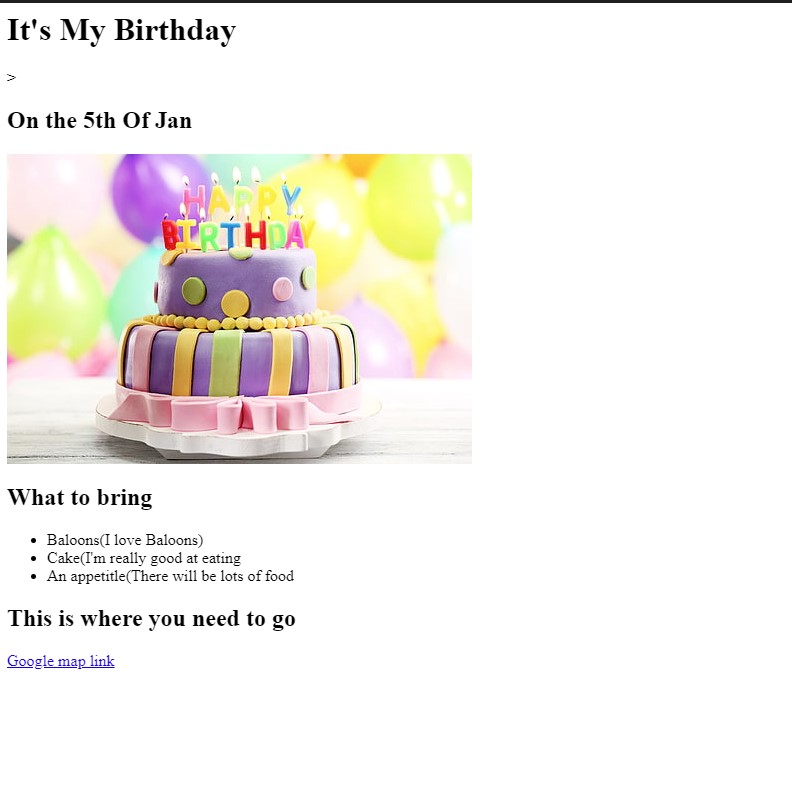 It's My Birthday
>
On the 5th Of Jan
HAPPY
BIRTHDAY
What to bring
Baloons(I love Baloons)
Cake(I'm really good at eating
An appetitle(There will be lots of food
This is where you need to go
Google map link